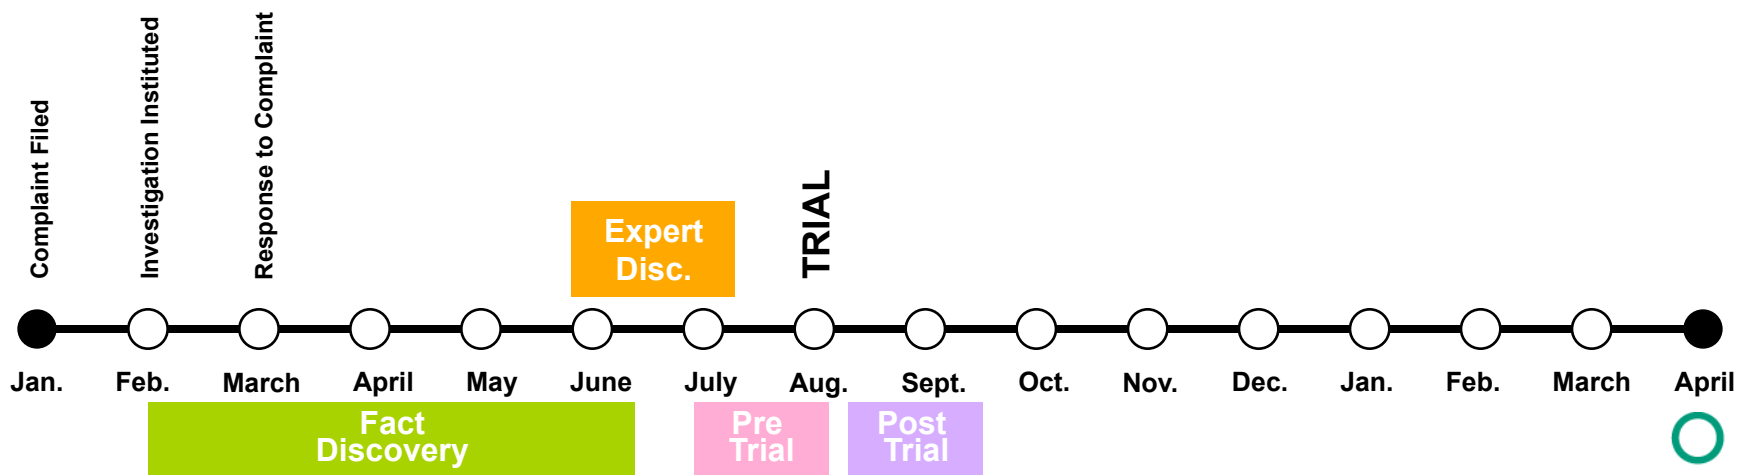 Complaint Filed
Investigation Instituted
Response to Complaint
Expert
Disc.
TRIAL
Jan.
Feb.
March
April
May
June
July
Aug.
Sept.
Oct.
Nov.
Dec.
Jan.
Feb.
March
April
Fact
Discovery
Pre
Trial
Post
Trial